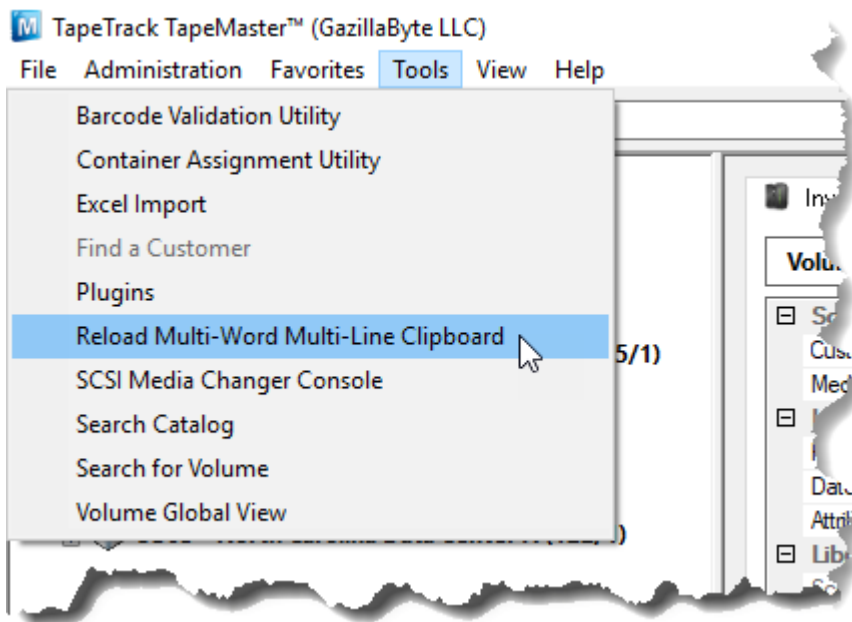 TapeTrack TapeMaster™ (GazillaByte LLC)
File Administration Favorites Tools View Help
Barcode Validation Utility
Container Assignment Utility
Excel Import
Find a Customer
Plugins
Reload Multi-Word Multi-Line Clipboard
5/1)
SCSI Media Changer Console
Search Catalog
Search for Volume
Volume Global View